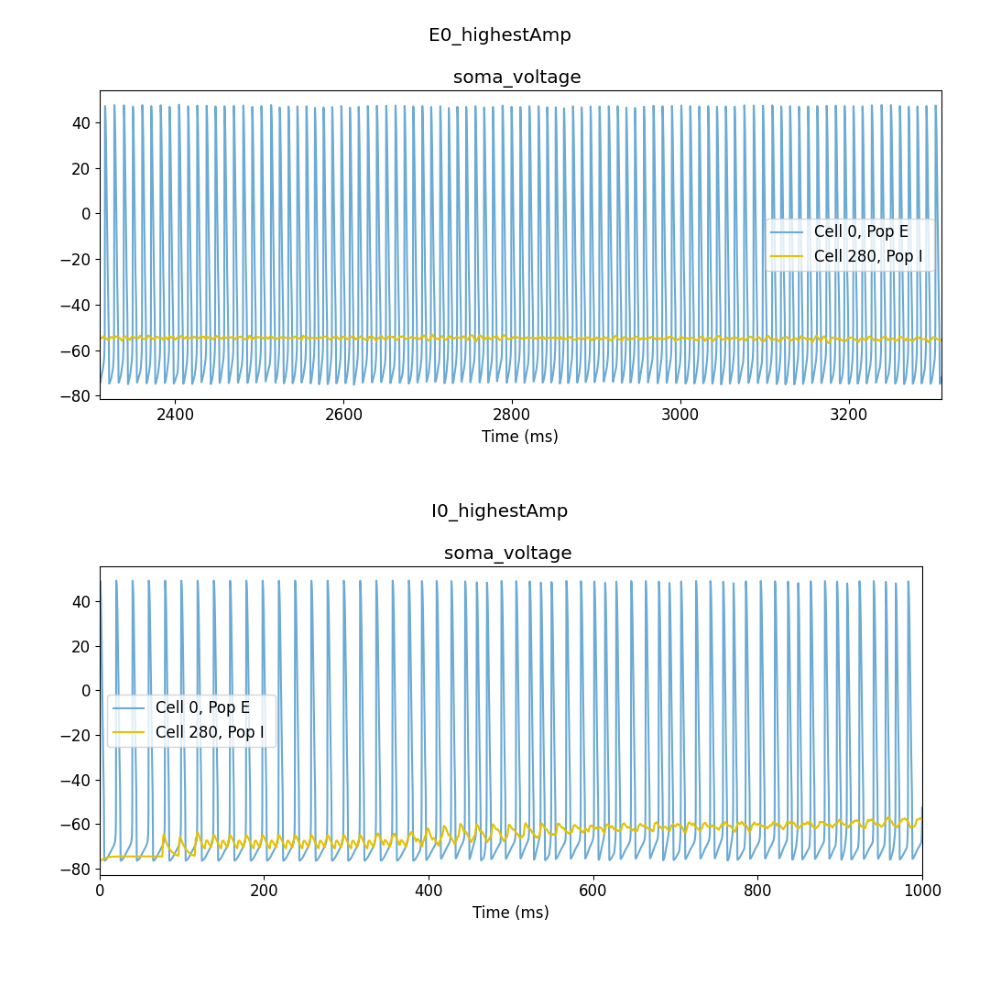 E0_highestAmp
soma_voltage
40
20
0
−20
−40
−60
−80
Cell 0, Pop E
Cell 280, Pop I
2400 2600 2800 3000 3200
Time (ms)
I0_highestAmp
soma_voltage
40
20
0
−20
−40
−60
−80
Cell 0, Pop E
Cell 280, Pop I
0 200 400 600 800 1000
Time (ms)